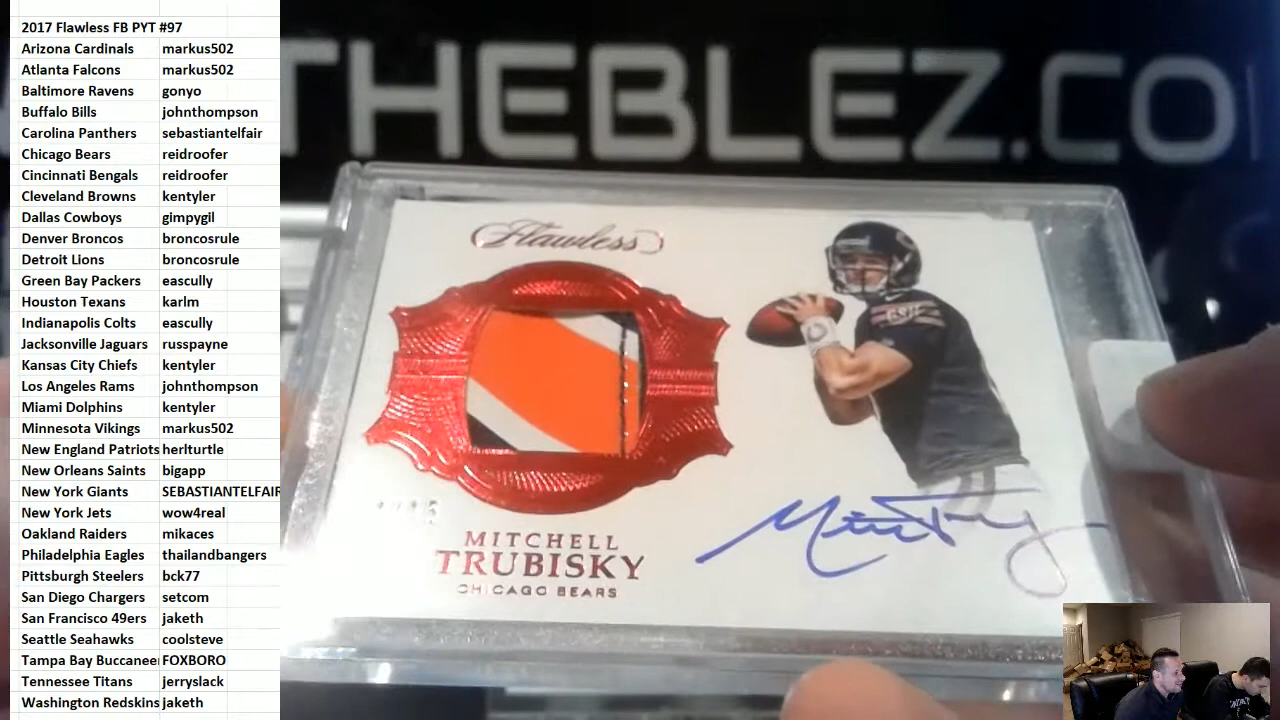 2017 Flawless FB PYT #97
Arizona Cardinals markus502
Atlanta Falcons markus502
Baltimore Ravens gonyo
Buffalo Bills johnthompson
Carolina Panthers sebastiantelfair
Chicago Bears reidroofer
Cincinnati Bengals reidroofer
Cleveland Browns kentyler
Dallas Cowboys gimpygil
Denver Broncos broncosrule
Detroit Lions broncosrule
Green Bay Packers eascully
Houston Texans karlm
Indianapolis Colts eascully
Jacksonville Jaguars russpayne
Kansas City Chiefs kentyler
Los Angeles Rams johnthompson
Miami Dolphins kentyler
Minnesota Vikings markus502
New England Patriots herlturtle
New Orleans Saints bigapp
New York Giants SEBASTIANTELFAIR
New York Jets wow4real
Oakland Raiders mikaces
Philadelphia Eagles thailandbangers
Pittsburgh Steelers bck77
San Diego Chargers setcom
San Francisco 49ers jaketh
Seattle Seahawks coolsteve
Tampa Bay Buccanee FOXBORO
Tennessee Titans jerryslack
Washington Redskins jaketh
THEBLEZ.CO
Flawless
MITCHELL
TRUBISKY
CHICAGO BEARS